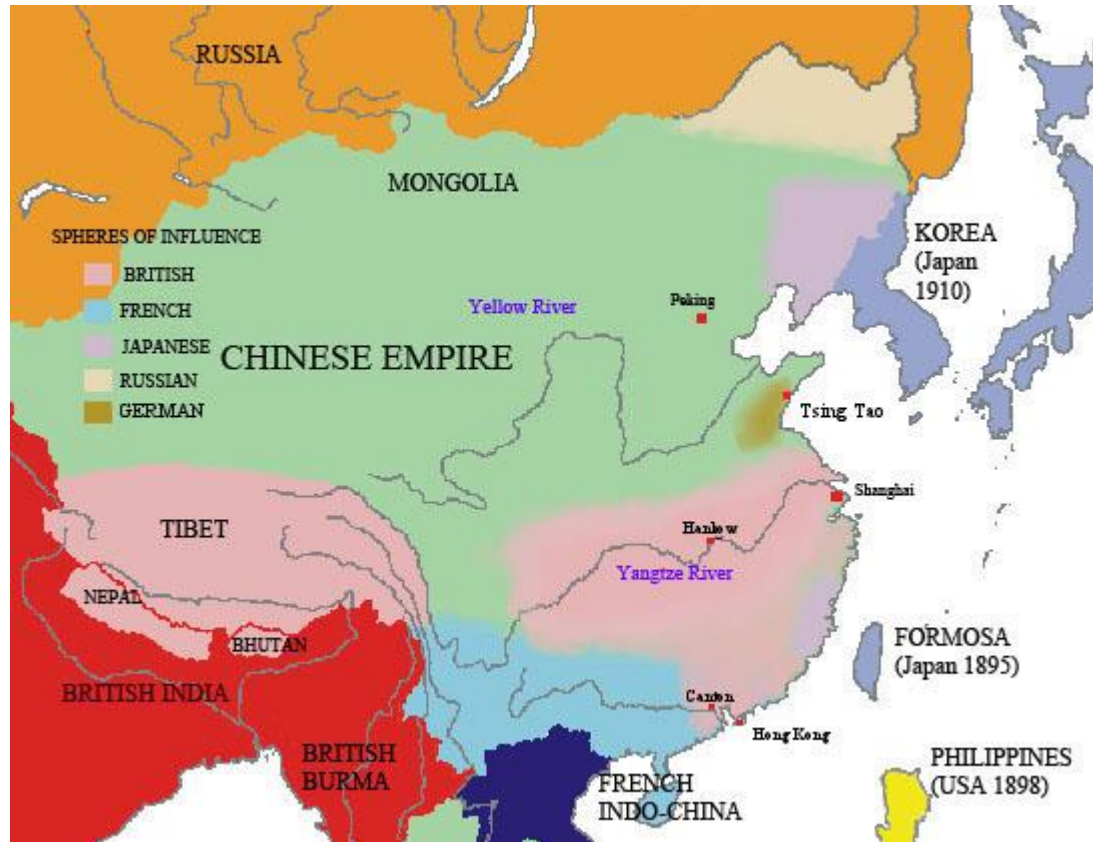 RUSSIA
MONGOLIA
SPHERES OF INFLUENCE
BRITISH
FRENCH
JAPANESE
RUSSIAN
GERMAN
KOREA
(Japan
1910)
Peking
Yellow River
CHINESE EMPIRE
Tsing Tao
Shanghai
TIBET
Hankow
Yangtze River
NEPAL
BHUTAN
FORMOSA
(Japan 1895)
BRITISH INDIA
Canton
Hong Kong
BRITISH
BURMA
FRENCH
INDO-CHINA
PHILIPPINES
(USA 1898)